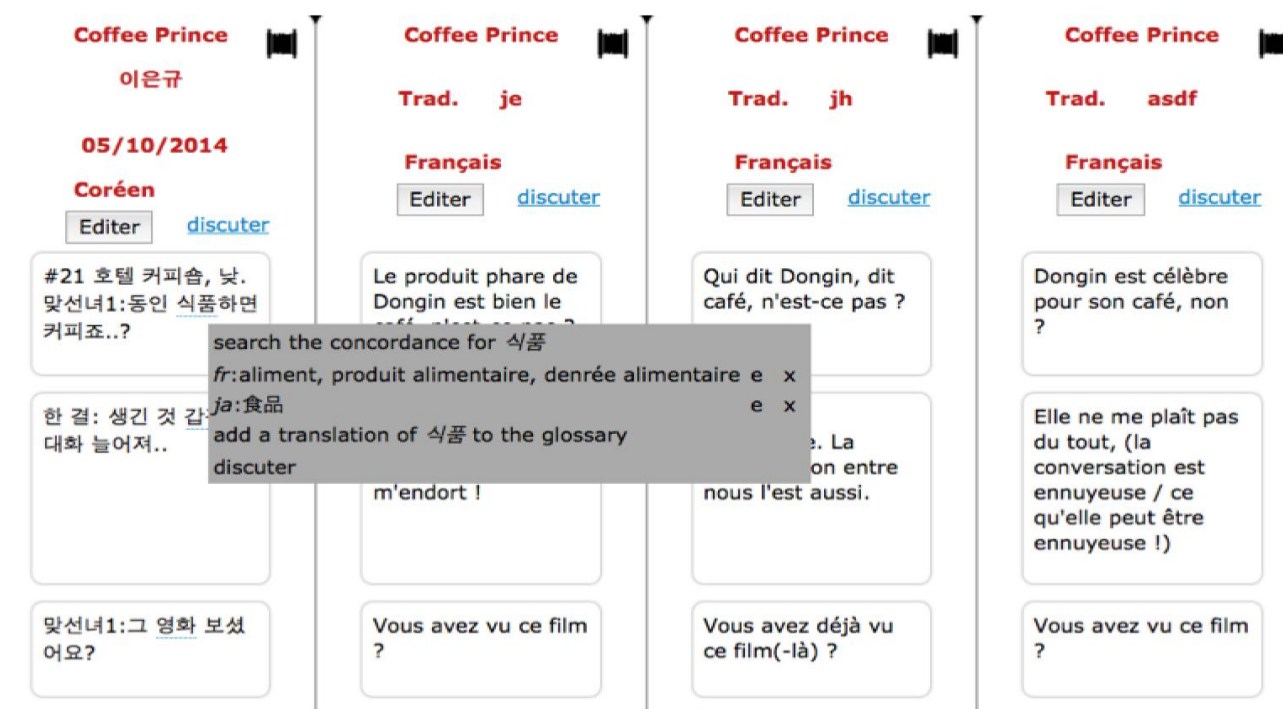 Coffee Prince
이은규
05/10/2014
Coréen
Editer discuter
#21 호텔 커피숍, 낮.
맞선녀1:동인 식품하면
커피죠..?
한 결: 생긴 것
대화 늘어져..
맞선녀1:그 영화 보셨
어요?
Coffee Prince
Trad. je
Français
Editer discuter
Le produit phare de
Dongin est bien le
café, n'est-ce pas ?
m'endort !
Vous avez vu ce film
?
search the concordance for 식품
fr:aliment, produit alimentaire, denrée alimentaire e x
ja:食品 e x
add a translation of 식품 to the glossary
discuter
Coffee Prince
Trad. jh
Français
Editer discuter
Qui dit Dongin, dit
café, n'est-ce pas ?
La
entre
nous l'est aussi.
Vous avez déjà vu
ce film(-là) ?
Coffee Prince
Trad. asdf
Français
Editer discuter
Dongin est célèbre
pour son café, non
?
Elle ne me plaît pas
du tout, (la
conversation est
ennuyeuse / ce
qu'elle peut être
ennuyeuse !)
Vous avez vu ce film
?